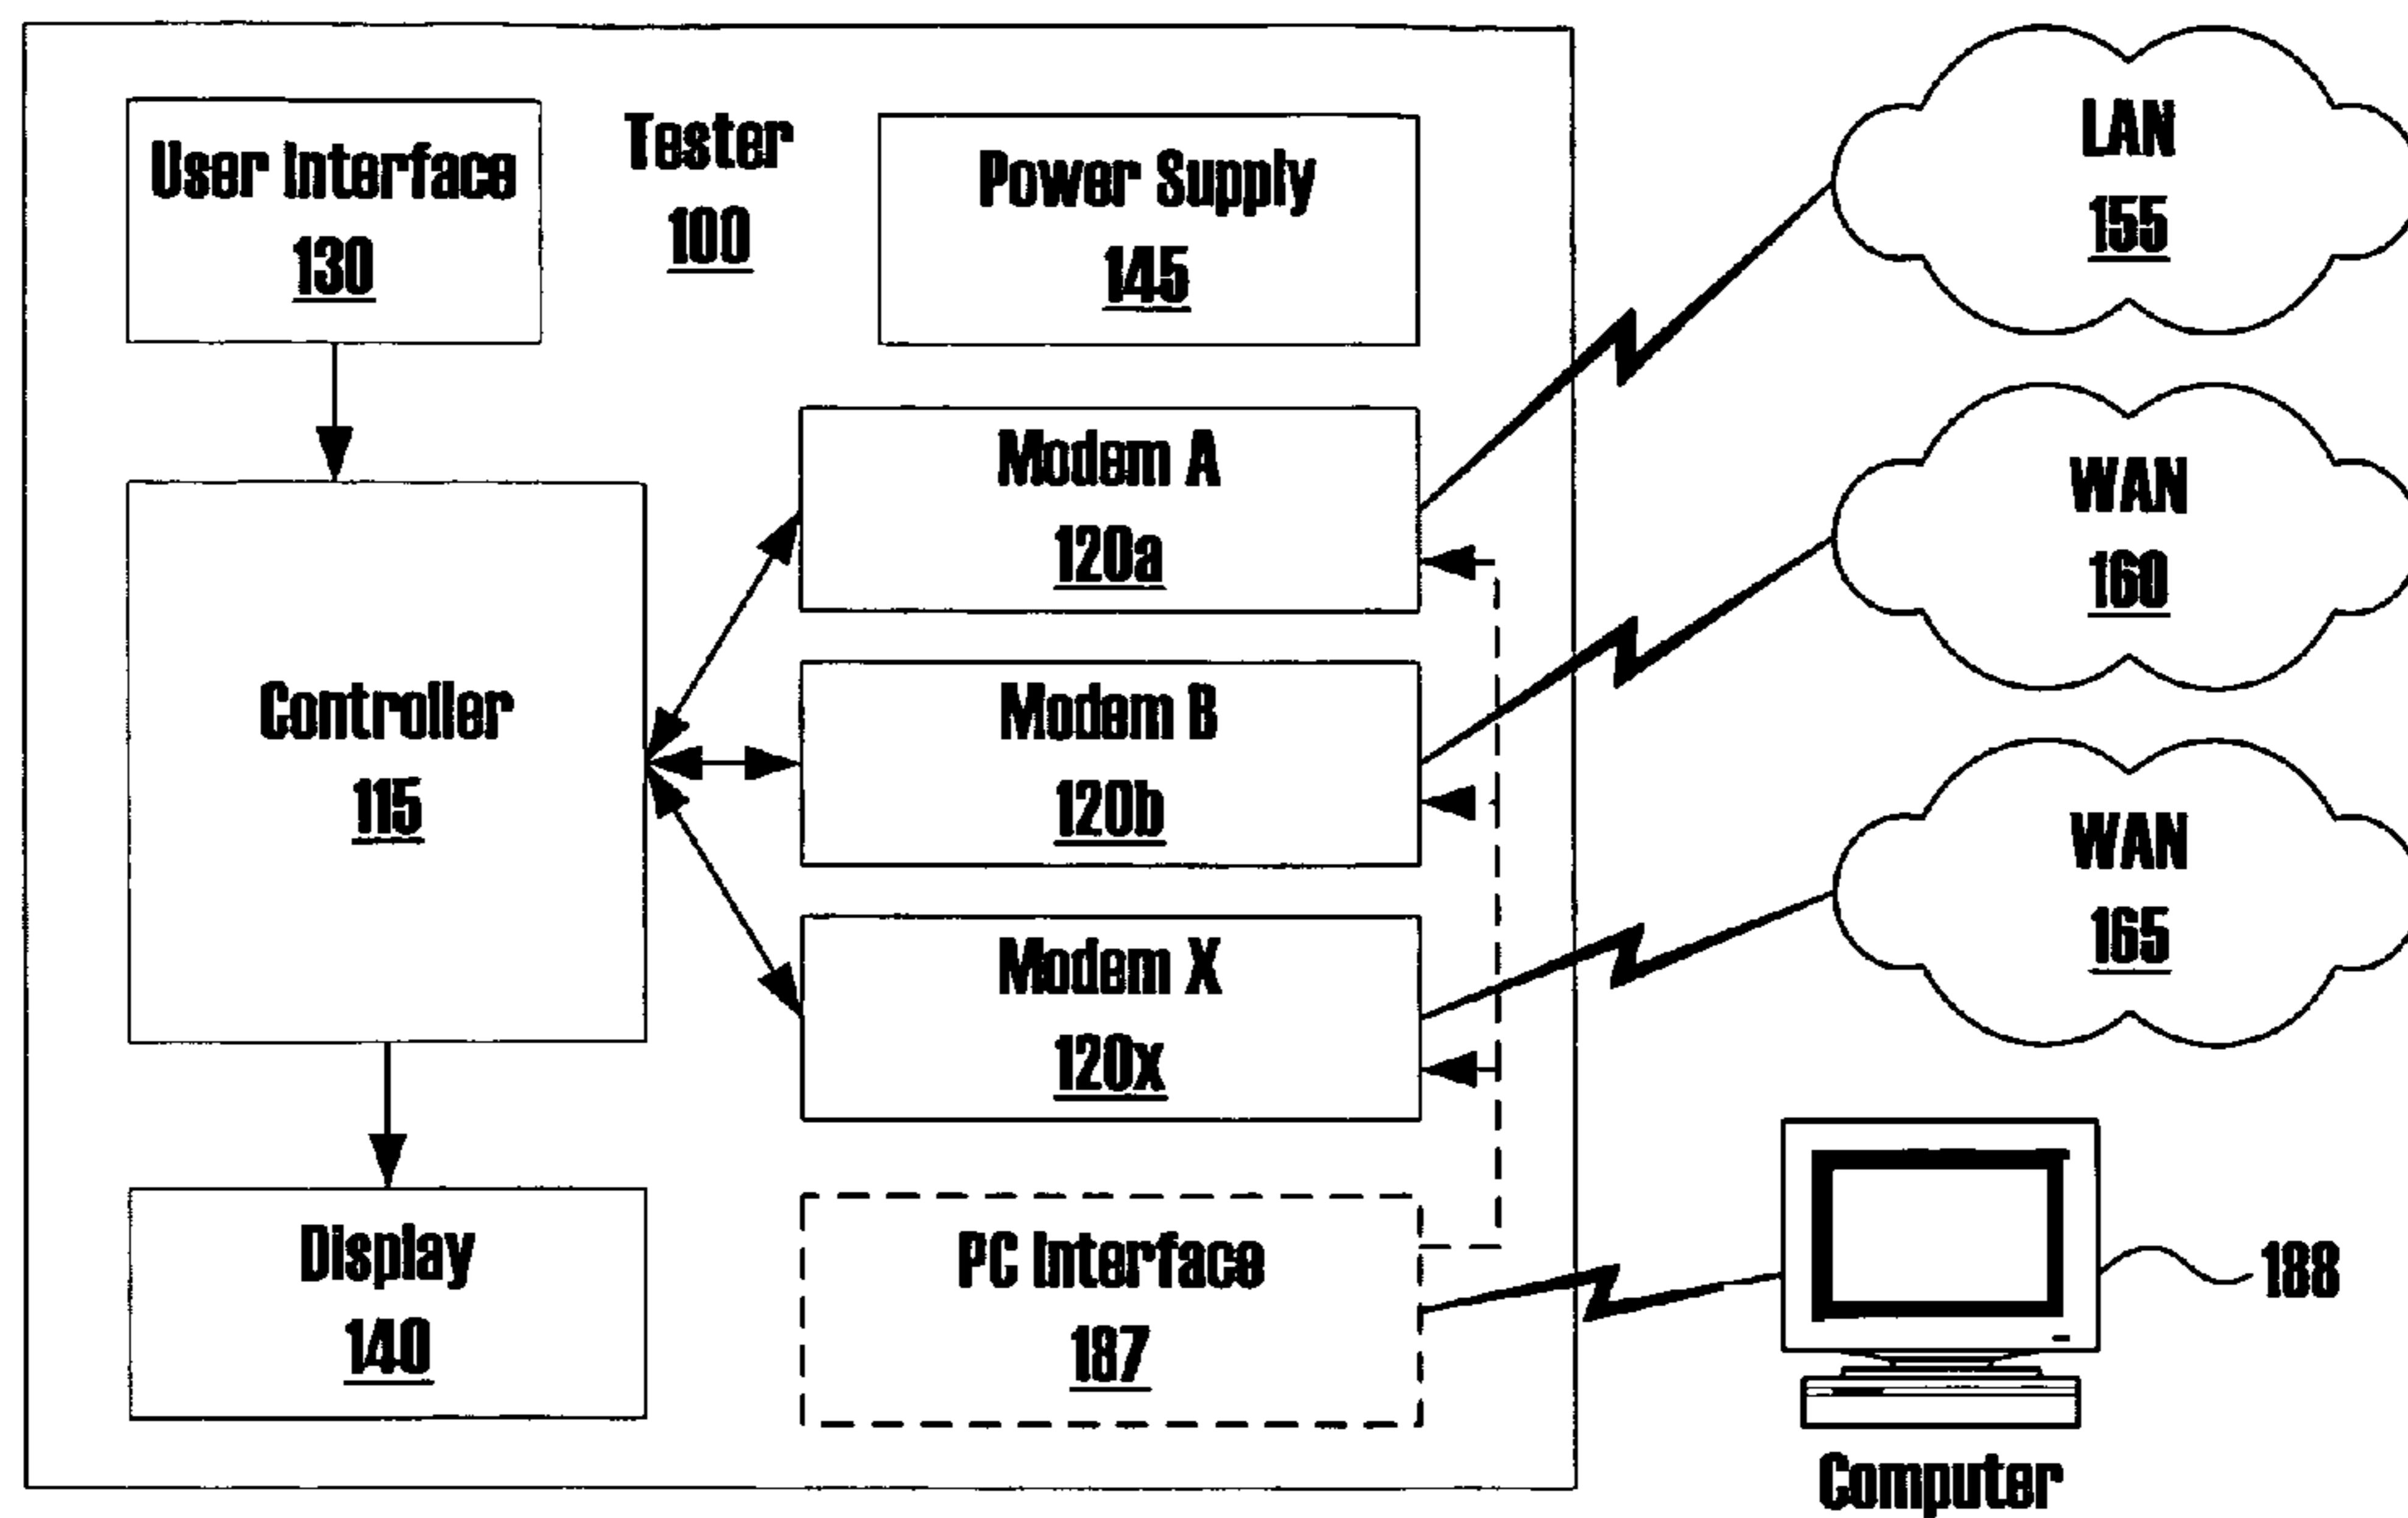 User Interface
130
Tester
100
Power Supply
145
LAN
155
Modem A
120a
WAN
160
Controller
115
Modem B
120b
WAN
165
Modem X
120x
Display
140
PC Interface
187
188
Computer